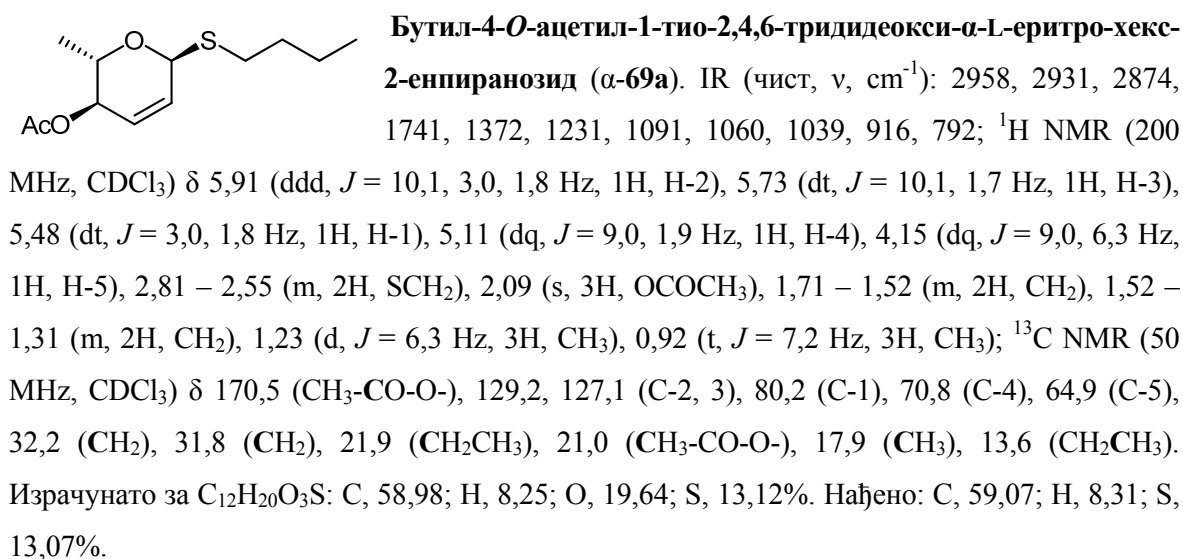 O
S
AcO
Бутил-4-O-ацетил-1-тио-2,4,6-тридидеокси-α-L-еритро-хекс-
2-енпиранозид (α-69a). IR (чист, ν, cm⁻¹): 2958, 2931, 2874,
1741, 1372, 1231, 1091, 1060, 1039, 916, 792; ¹H NMR (200
MHz, CDCl₃) δ 5,91 (ddd, J = 10,1, 3,0, 1,8 Hz, 1H, H-2), 5,73 (dt, J = 10,1, 1,7 Hz, 1H, H-3),
5,48 (dt, J = 3,0, 1,8 Hz, 1H, H-1), 5,11 (dq, J = 9,0, 1,9 Hz, 1H, H-4), 4,15 (dq, J = 9,0, 6,3 Hz,
1H, H-5), 2,81 – 2,55 (m, 2H, SCH₂), 2,09 (s, 3H, OCOCH₃), 1,71 – 1,52 (m, 2H, CH₂), 1,52 –
1,31 (m, 2H, CH₂), 1,23 (d, J = 6,3 Hz, 3H, CH₃), 0,92 (t, J = 7,2 Hz, 3H, CH₃); ¹³C NMR (50
MHz, CDCl₃) δ 170,5 (CH₃-CO-O-), 129,2, 127,1 (C-2, 3), 80,2 (C-1), 70,8 (C-4), 64,9 (C-5),
32,2 (CH₂), 31,8 (CH₂), 21,9 (CH₂CH₃), 21,0 (CH₃-CO-O-), 17,9 (CH₃), 13,6 (CH₂CH₃).
Израчунато за C₁₂H₂₀O₃S: C, 58,98; H, 8,25; O, 19,64; S, 13,12%. Нађено: C, 59,07; H, 8,31; S,
13,07%.